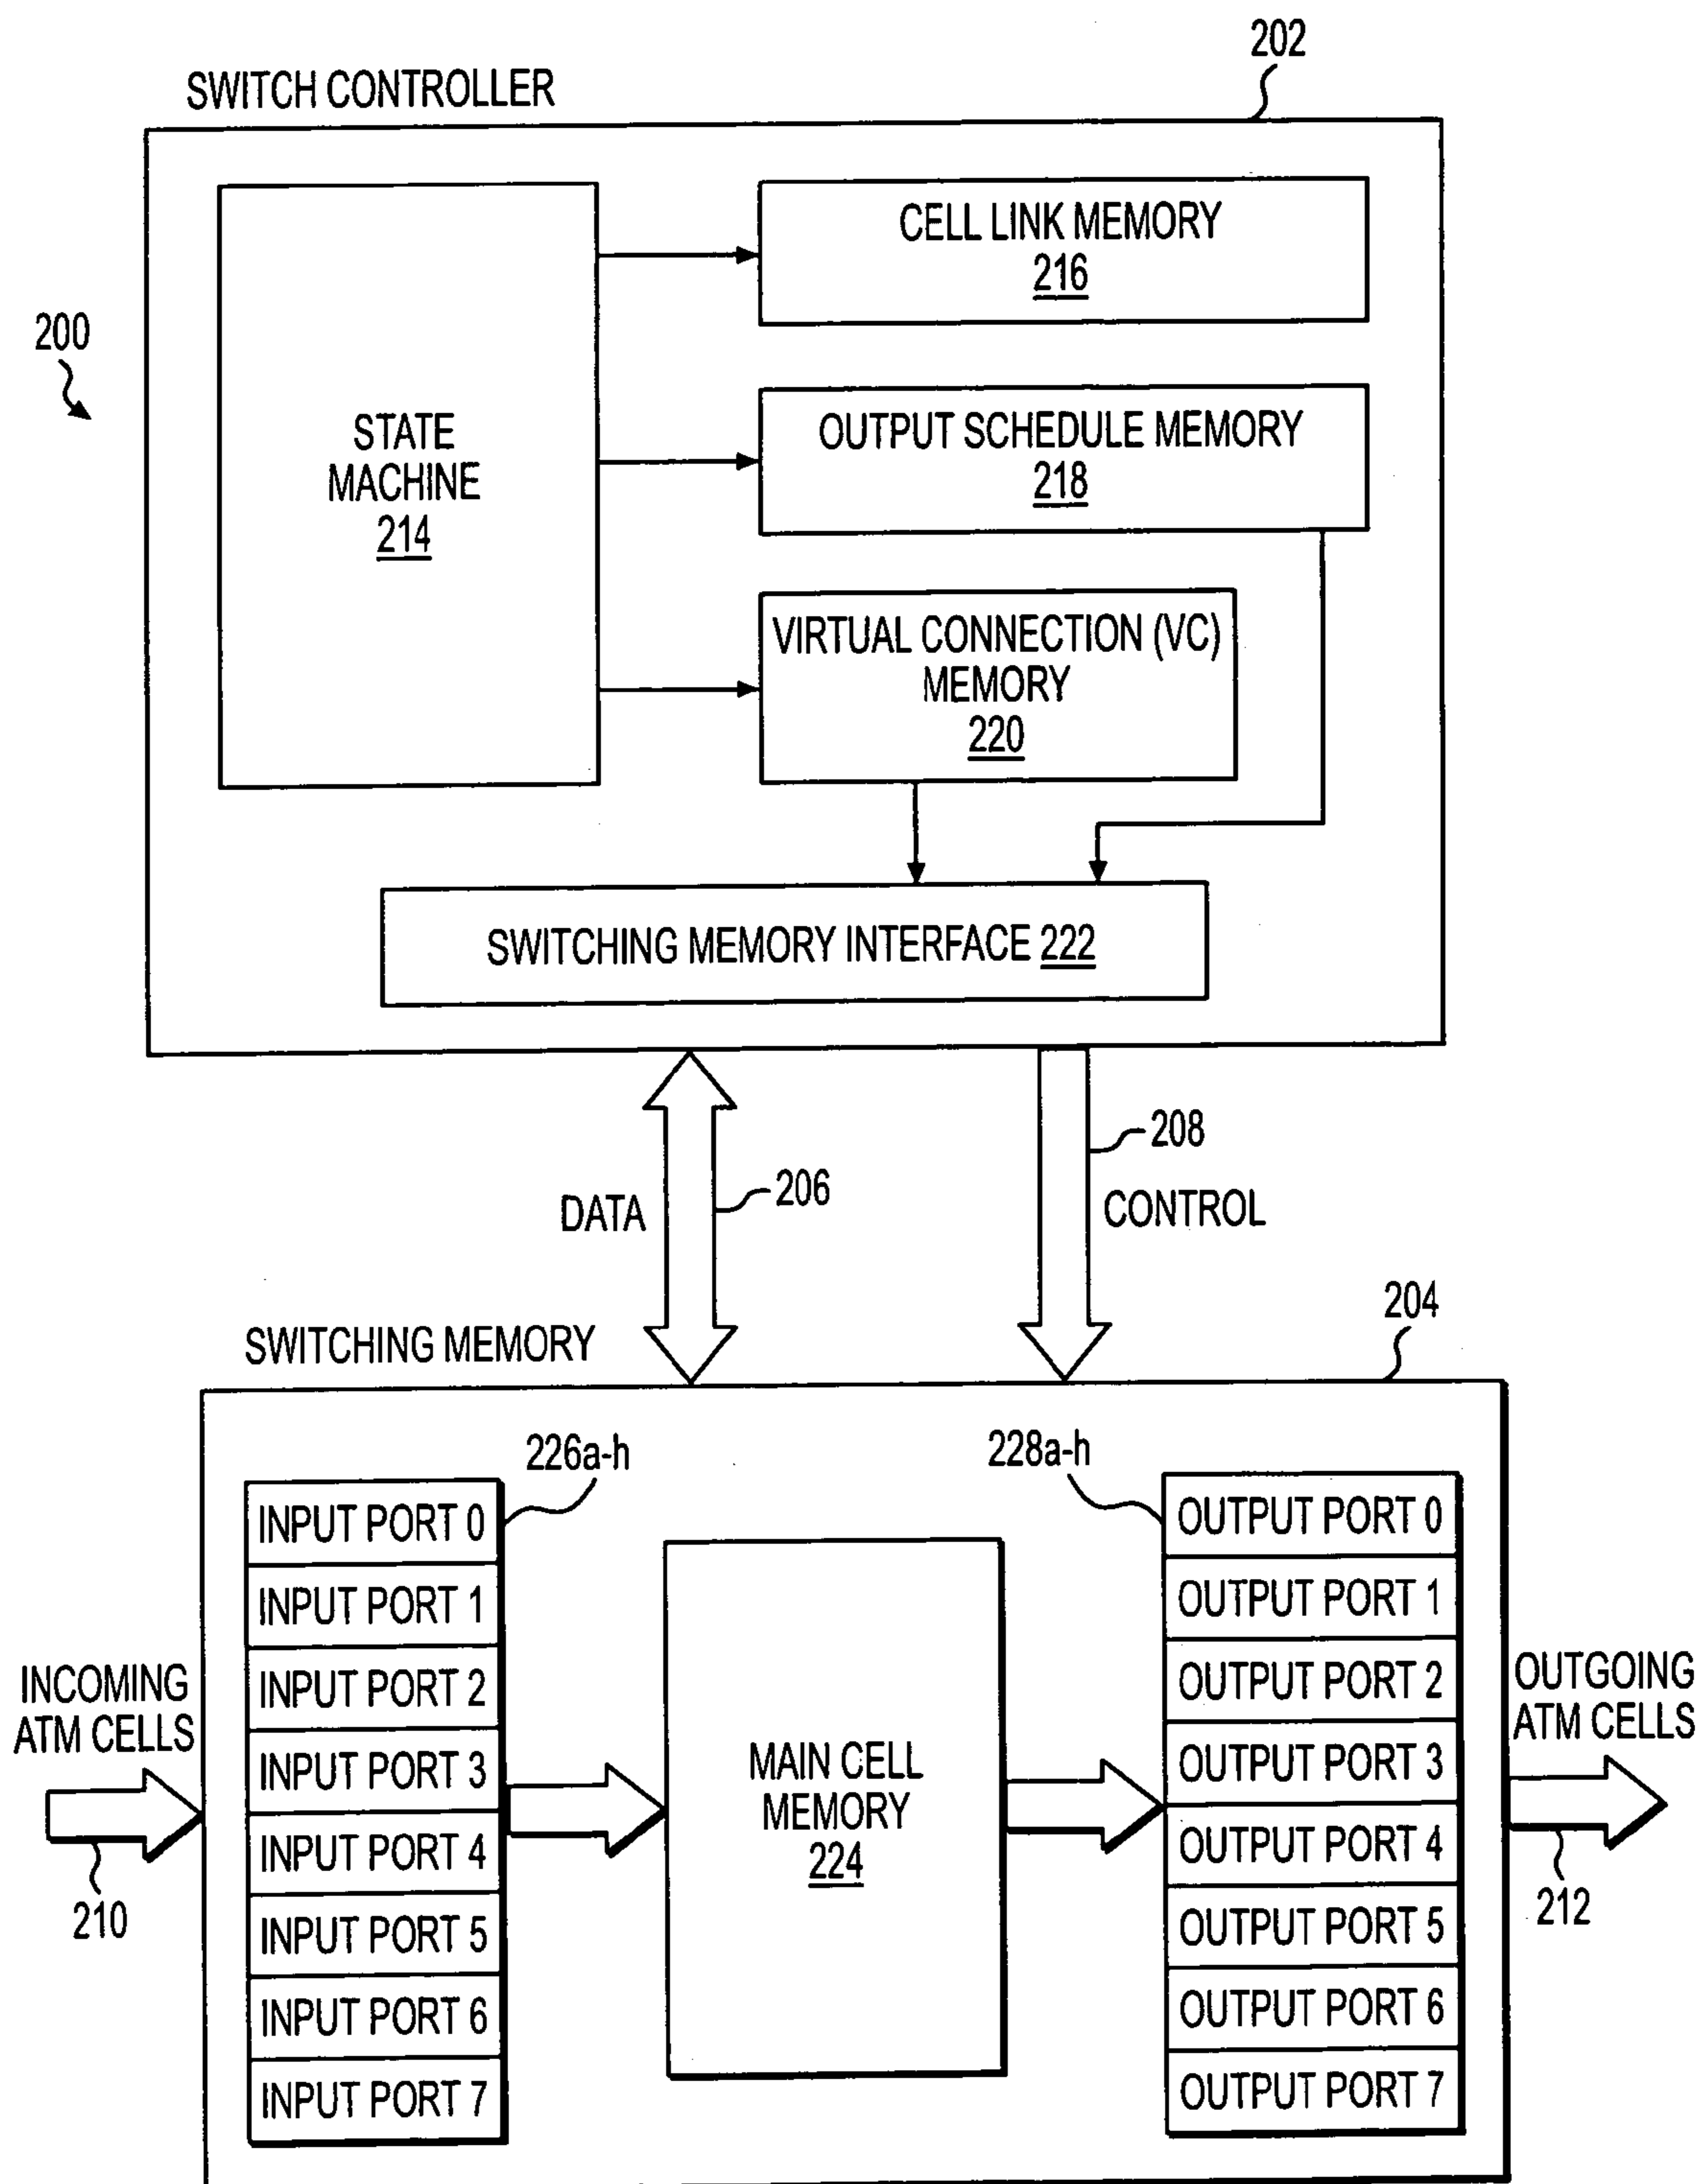 202
SWITCH CONTROLLER
CELL LINK MEMORY
216
200
STATE
MACHINE
214
OUTPUT SCHEDULE MEMORY
218
VIRTUAL CONNECTION (VC)
MEMORY
220
SWITCHING MEMORY INTERFACE 222
208
206
DATA
CONTROL
204
SWITCHING MEMORY
226a-h
228a-h
INPUT PORT 0
INPUT PORT 1
INPUT PORT 2
INPUT PORT 3
INPUT PORT 4
INPUT PORT 5
INPUT PORT 6
INPUT PORT 7
INCOMING
ATM CELLS
210
MAIN CELL
MEMORY
224
OUTPUT PORT 0
OUTPUT PORT 1
OUTPUT PORT 2
OUTPUT PORT 3
OUTPUT PORT 4
OUTPUT PORT 5
OUTPUT PORT 6
OUTPUT PORT 7
OUTGOING
ATM CELLS
212